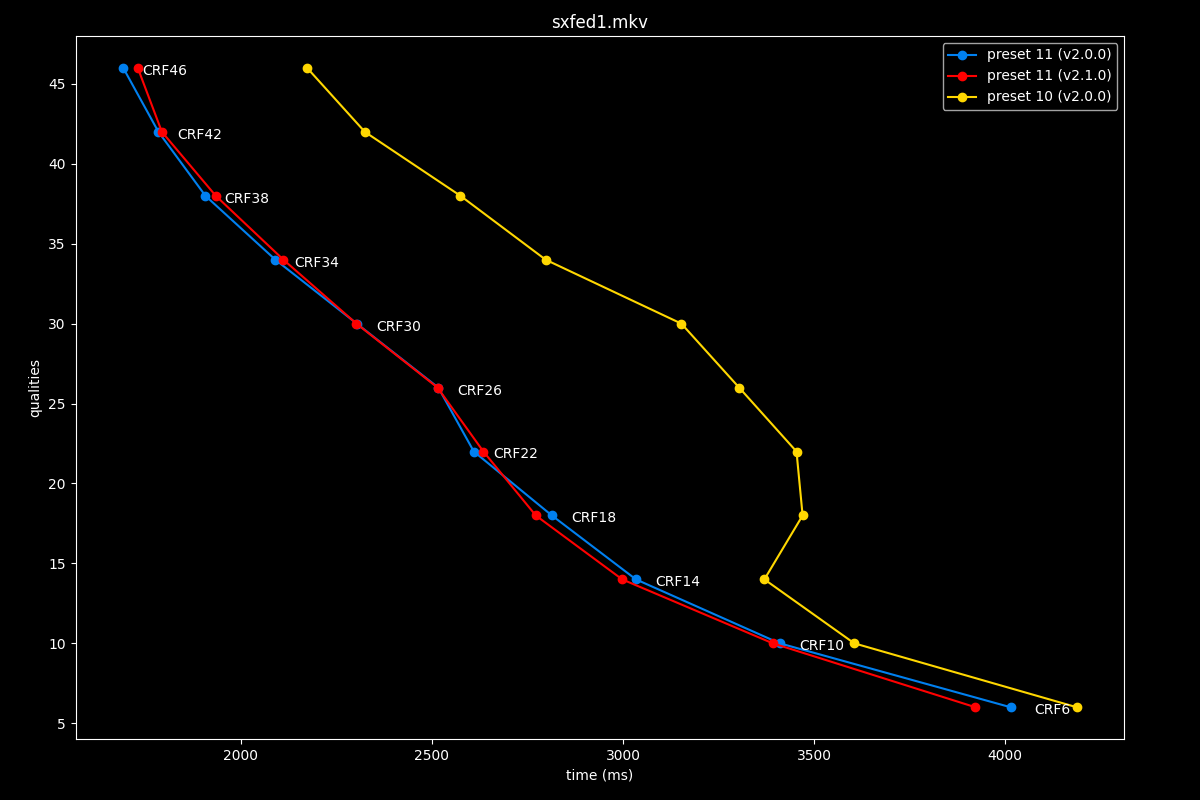 sxfed1.mkv
preset 11 (v2.0.0)
preset 11 (v2.1.0)
preset 10 (v2.0.0)
45
40
35
30
25
20
15
10
5
qualities
CRF46
CRF42
CRF38
CRF34
CRF30
CRF26
CRF22
CRF18
CRF14
CRF10
CRF6
2000
2500
3000
3500
4000
time (ms)